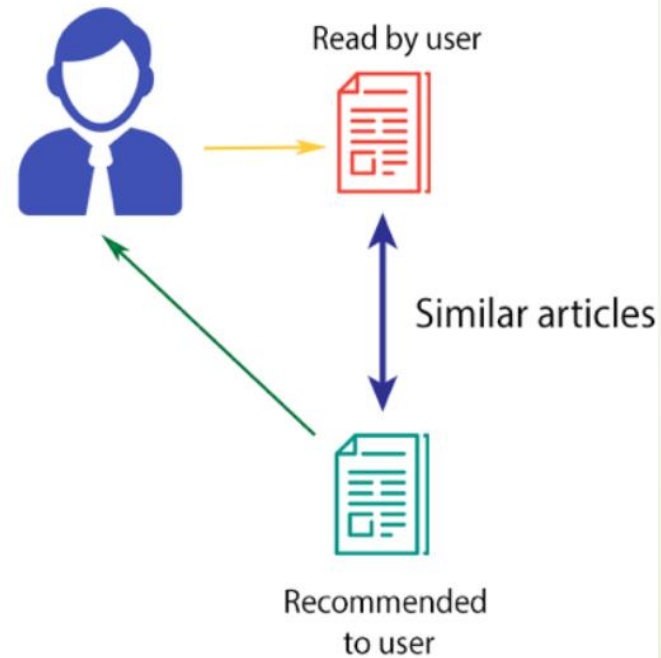 Read by user
Similar articles
Recommended
to user